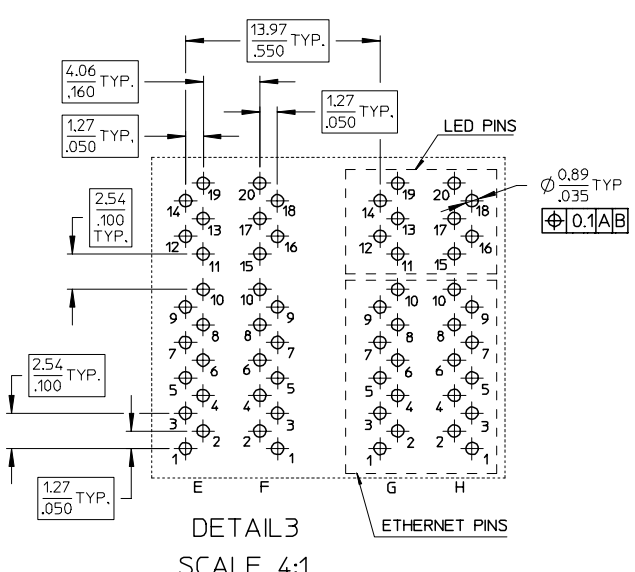 13.97
.550 TYP.
4.06
.160 TYP.
1.27
.050 TYP.
1.27
.050
LED PINS
2.54
.100
TYP.
Ø 0.89
.035 TYP
⌖ 0.1 A B
19 20 19 20
14 18 14 18
13 17 13 17
12 16 12 16
11 15 11 15
10 10 10 10
9 9 9 9
8 8 8 8
7 7 7 7
6 6 6 6
2.54
.100 TYP.
5 5 5 5
4 4 4 4
3 3 3 3
2 2 2 2
1 1 1 1
1.27
.050 TYP.
E F G H
DETAIL3
ETHERNET PINS
SCALE 4:1